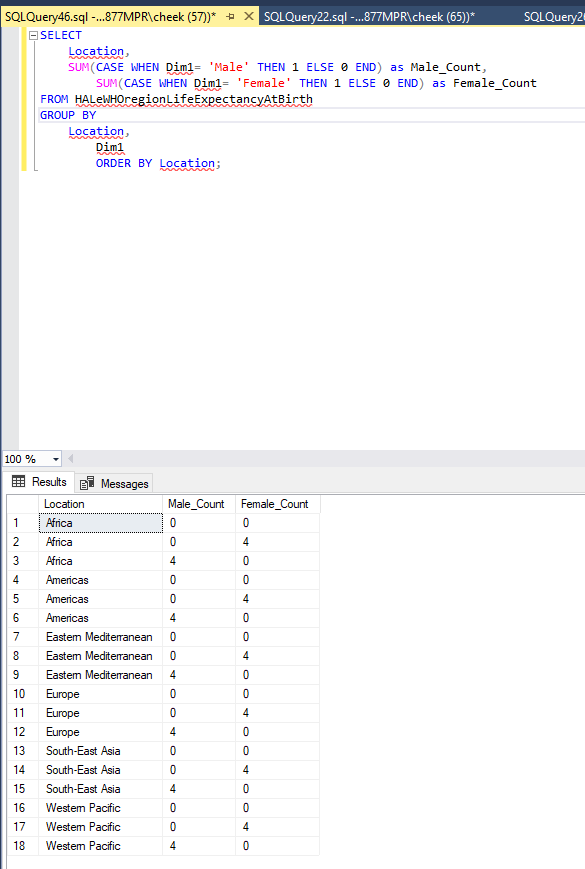 SQLQuery46.sql -...877MPR\cheek (57))* SQLQuery22.sql -...877MPR\cheek (65))* SQLQuery2
SELECT
Location,
SUM(CASE WHEN Dim1= 'Male' THEN 1 ELSE 0 END) as Male_Count,
SUM(CASE WHEN Dim1= 'Female' THEN 1 ELSE 0 END) as Female_Count
FROM HALeWHOregionLifeExpectancyAtBirth
GROUP BY
Location,
Dim1
ORDER BY Location;
100 %
Results Messages
Location Male_Count Female_Count
1 Africa 0 0
2 Africa 0 4
3 Africa 4 0
4 Americas 0 0
5 Americas 0 4
6 Americas 4 0
7 Eastern Mediterranean 0 0
8 Eastern Mediterranean 0 4
9 Eastern Mediterranean 4 0
10 Europe 0 0
11 Europe 0 4
12 Europe 4 0
13 South-East Asia 0 0
14 South-East Asia 0 4
15 South-East Asia 4 0
16 Western Pacific 0 0
17 Western Pacific 0 4
18 Western Pacific 4 0